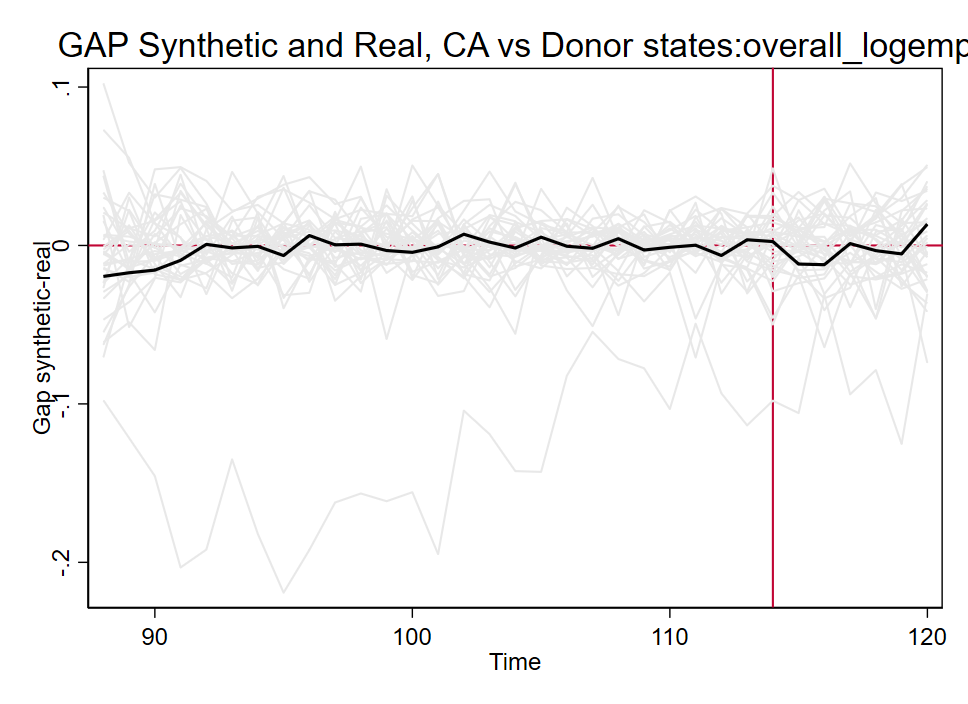 GAP Synthetic and Real, CA vs Donor states:overall_logemp
Gap synthetic-real
.1
0
-.1
-.2
90
100
110
120
Time